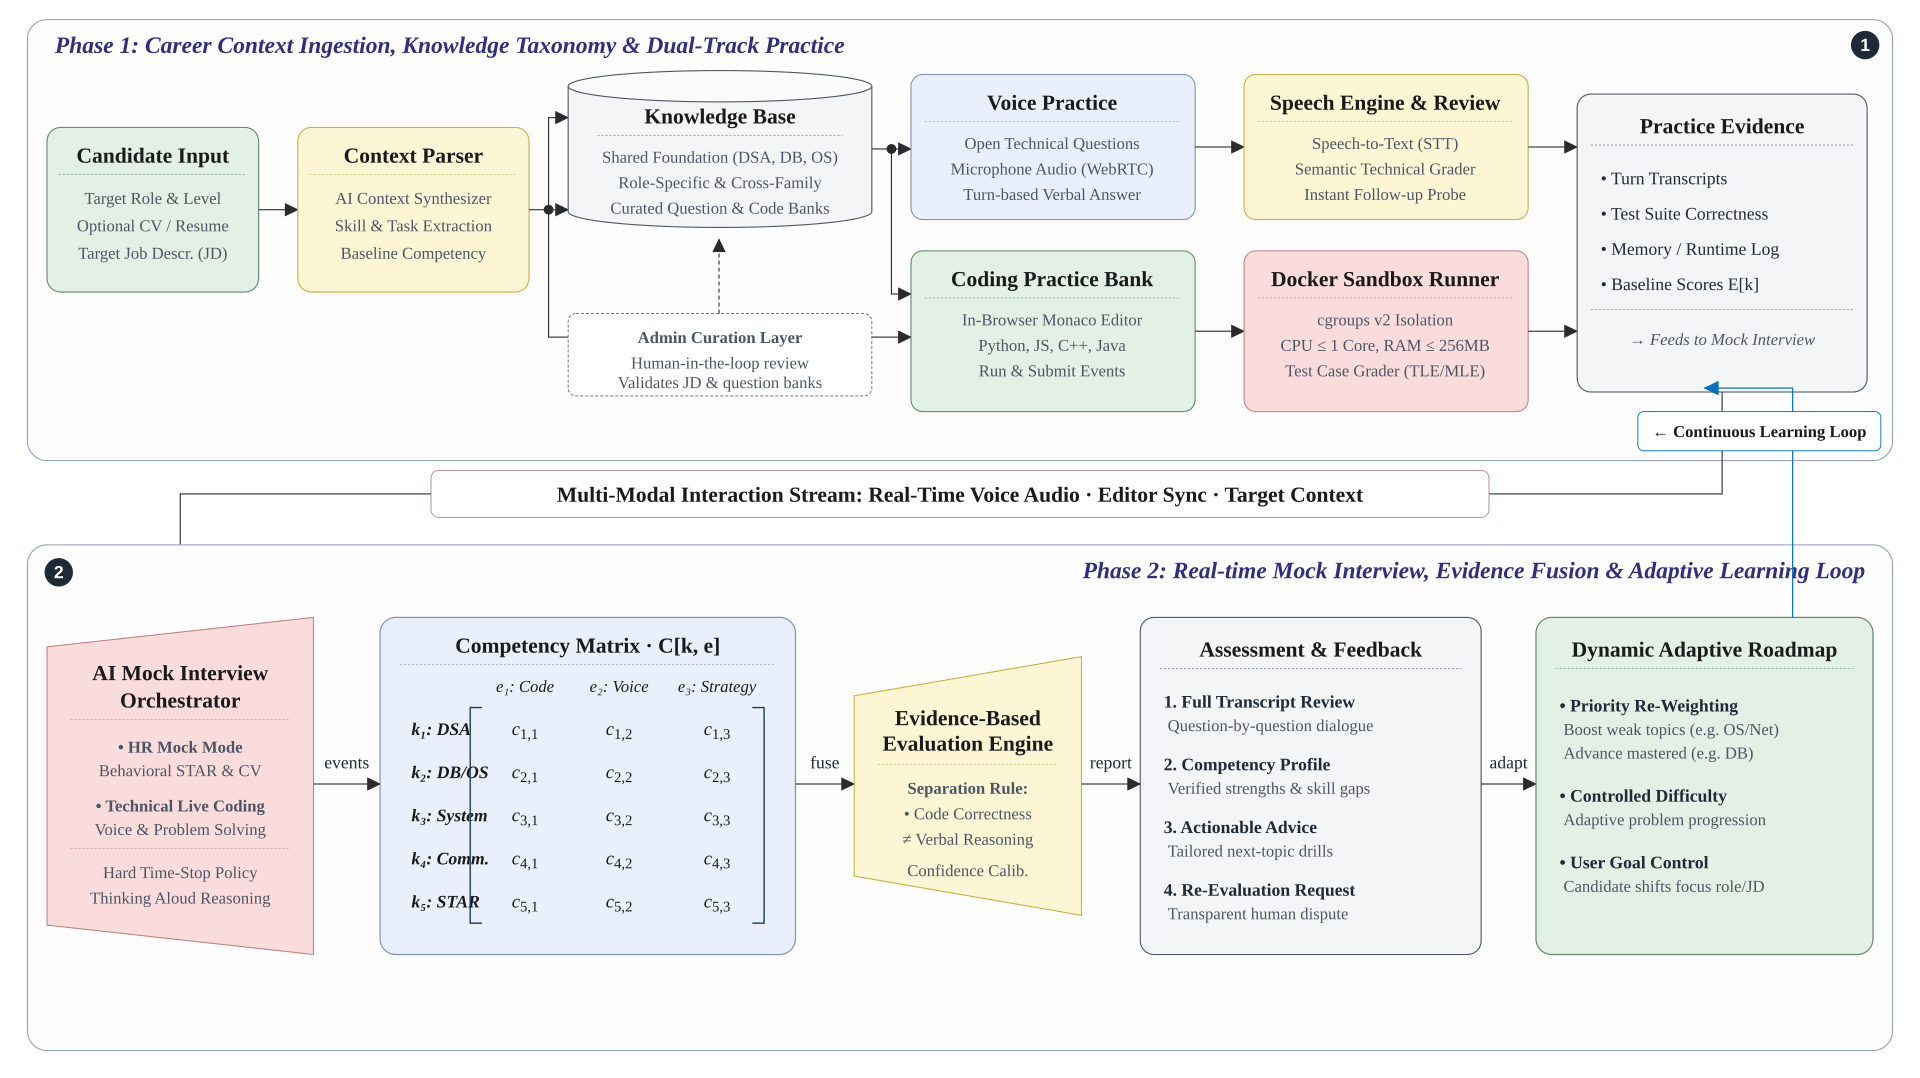 Phase 1: Career Context Ingestion, Knowledge Taxonomy & Dual-Track Practice
1
Candidate Input
Target Role & Level
Optional CV / Resume
Target Job Descr. (JD)
Context Parser
AI Context Synthesizer
Skill & Task Extraction
Baseline Competency
Knowledge Base
Shared Foundation (DSA, DB, OS)
Role-Specific & Cross-Family
Curated Question & Code Banks
Admin Curation Layer
Human-in-the-loop review
Validates JD & question banks
Voice Practice
Open Technical Questions
Microphone Audio (WebRTC)
Turn-based Verbal Answer
Coding Practice Bank
In-Browser Monaco Editor
Python, JS, C++, Java
Run & Submit Events
Speech Engine & Review
Speech-to-Text (STT)
Semantic Technical Grader
Instant Follow-up Probe
Docker Sandbox Runner
cgroups v2 Isolation
CPU ≤ 1 Core, RAM ≤ 256MB
Test Case Grader (TLE/MLE)
Practice Evidence
• Turn Transcripts
• Test Suite Correctness
• Memory / Runtime Log
• Baseline Scores E[k]
→ Feeds to Mock Interview
← Continuous Learning Loop
Multi-Modal Interaction Stream: Real-Time Voice Audio · Editor Sync · Target Context
2
Phase 2: Real-time Mock Interview, Evidence Fusion & Adaptive Learning Loop
AI Mock Interview
Orchestrator
• HR Mock Mode
Behavioral STAR & CV
• Technical Live Coding
Voice & Problem Solving
Hard Time-Stop Policy
Thinking Aloud Reasoning
events
Competency Matrix · C[k, e]
e₁: Code e₂: Voice e₃: Strategy
k₁: DSA c1,1 c1,2 c1,3
k₂: DB/OS c2,1 c2,2 c2,3
k₃: System c3,1 c3,2 c3,3
k₄: Comm. c4,1 c4,2 c4,3
k₅: STAR c5,1 c5,2 c5,3
fuse
Evidence-Based
Evaluation Engine
Separation Rule:
• Code Correctness
≠ Verbal Reasoning
Confidence Calib.
report
Assessment & Feedback
1. Full Transcript Review
Question-by-question dialogue
2. Competency Profile
Verified strengths & skill gaps
3. Actionable Advice
Tailored next-topic drills
4. Re-Evaluation Request
Transparent human dispute
adapt
Dynamic Adaptive Roadmap
• Priority Re-Weighting
Boost weak topics (e.g. OS/Net)
Advance mastered (e.g. DB)
• Controlled Difficulty
Adaptive problem progression
• User Goal Control
Candidate shifts focus role/JD